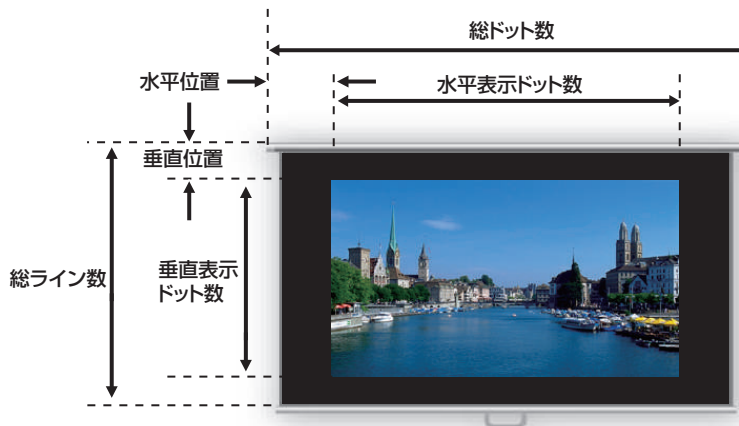 総ドット数
水平位置
水平表示ドット数
垂直位置
総ライン数
垂直表示
ドット数